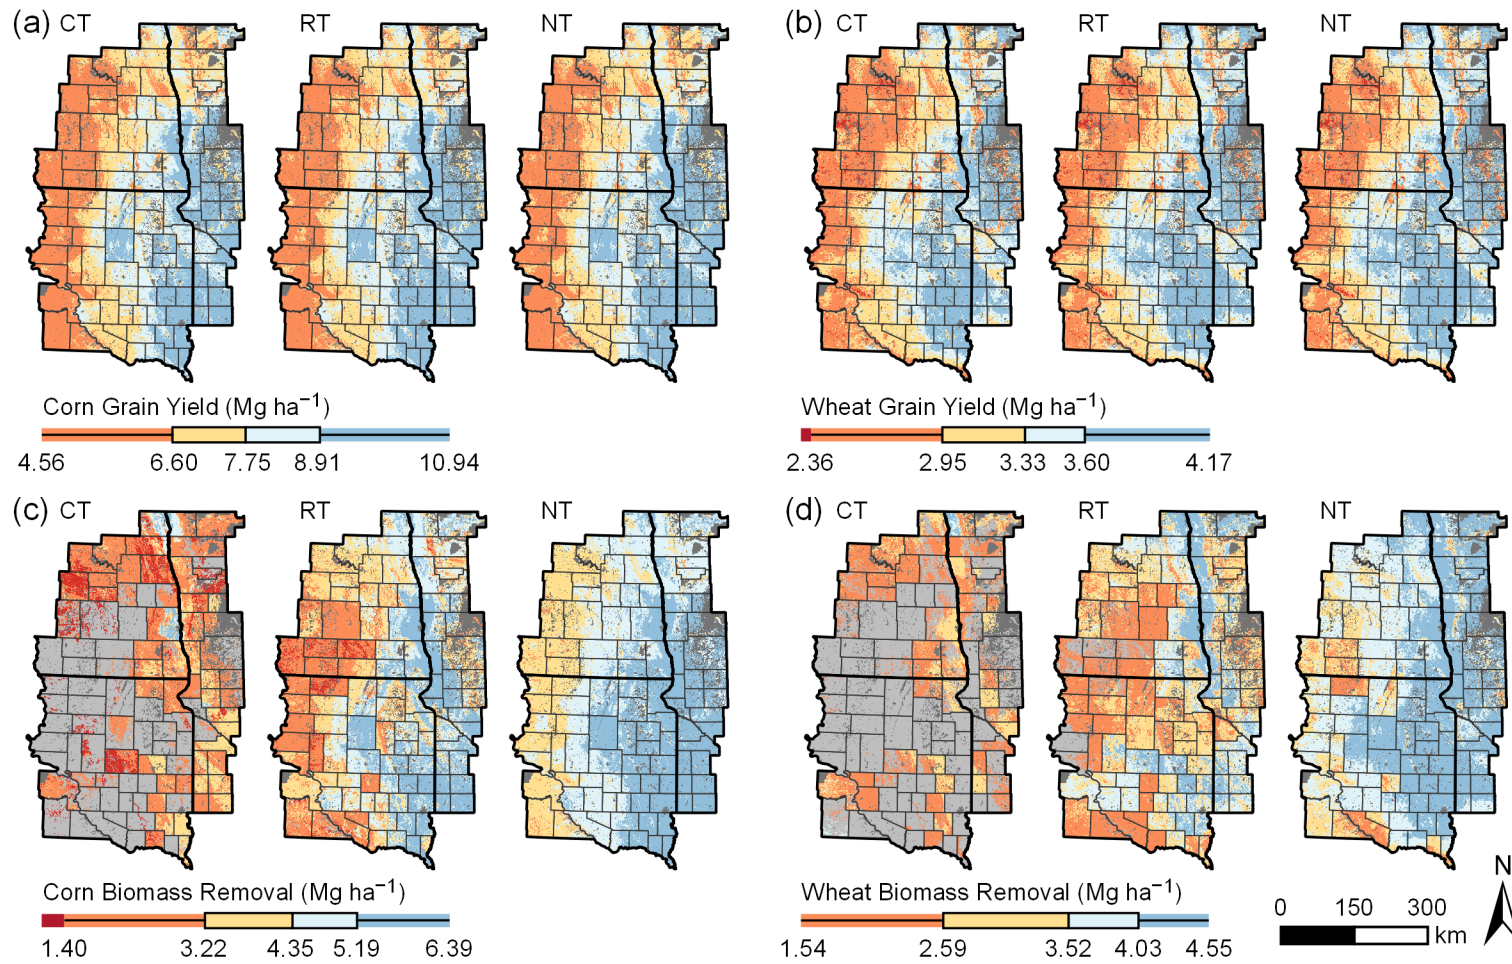 (a) CT RT NT
(b) CT RT NT
Corn Grain Yield (Mg ha⁻¹)
4.56 6.60 7.75 8.91 10.94
Wheat Grain Yield (Mg ha⁻¹)
2.36 2.95 3.33 3.60 4.17
(c) CT RT NT
(d) CT RT NT
Corn Biomass Removal (Mg ha⁻¹)
1.40 3.22 4.35 5.19 6.39
Wheat Biomass Removal (Mg ha⁻¹)
1.54 2.59 3.52 4.03 4.55
0 150 300
km
N